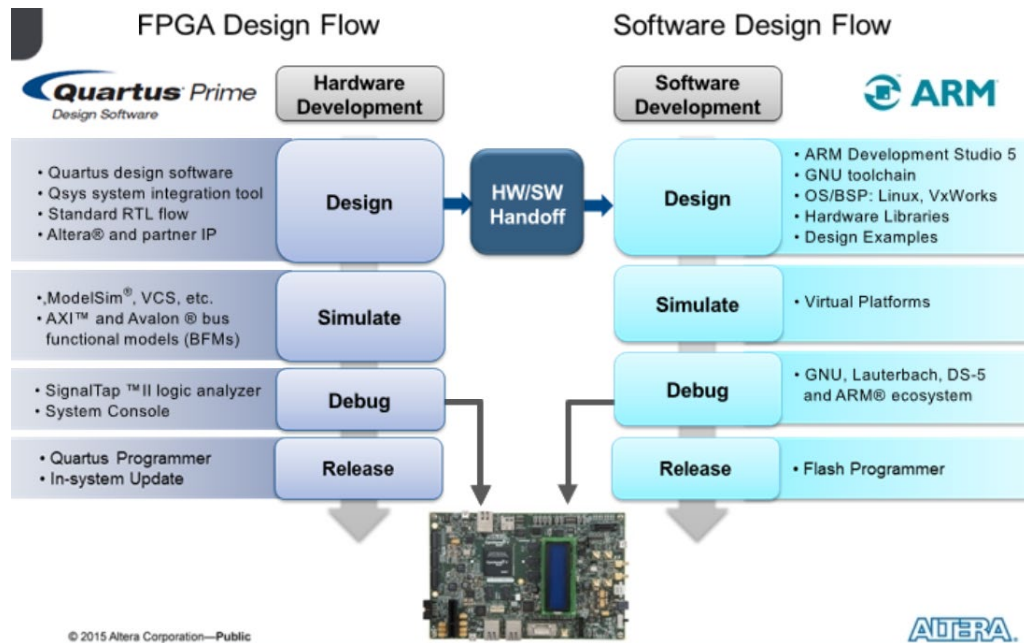 FPGA Design Flow
Software Design Flow
Quartus® Prime
Design Software
Hardware
Development
Software
Development
ARM
• Quartus design software
• Qsys system integration tool
• Standard RTL flow
• Altera® and partner IP
Design
HW/SW
Handoff
Design
• ARM Development Studio 5
• GNU toolchain
• OS/BSP: Linux, VxWorks
• Hardware Libraries
• Design Examples
• ,ModelSim®, VCS, etc.
• AXI™ and Avalon ® bus
functional models (BFMs)
Simulate
Simulate
• Virtual Platforms
• SignalTap ™II logic analyzer
• System Console
Debug
Debug
• GNU, Lauterbach, DS-5
and ARM® ecosystem
• Quartus Programmer
• In-system Update
Release
Release
• Flash Programmer
© 2015 Altera Corporation—Public
ALTERA